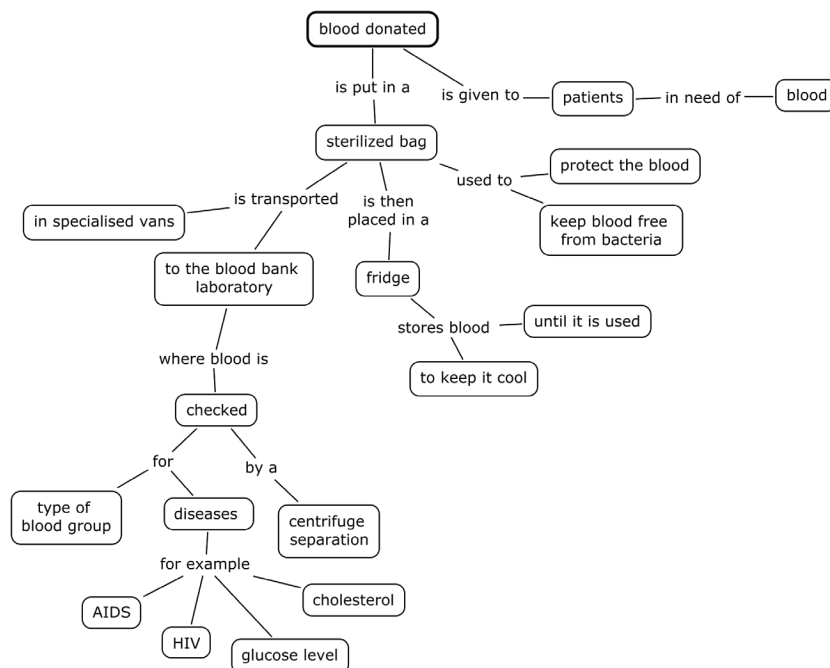 blood donated
is put in a
is given to
patients
in need of
blood
sterilized bag
used to
protect the blood
keep blood free
from bacteria
is transported
in specialised vans
is then
placed in a
to the blood bank
laboratory
fridge
stores blood
until it is used
to keep it cool
where blood is
checked
for
by a
type of
blood group
diseases
centrifuge
separation
for example
AIDS
HIV
glucose level
cholesterol